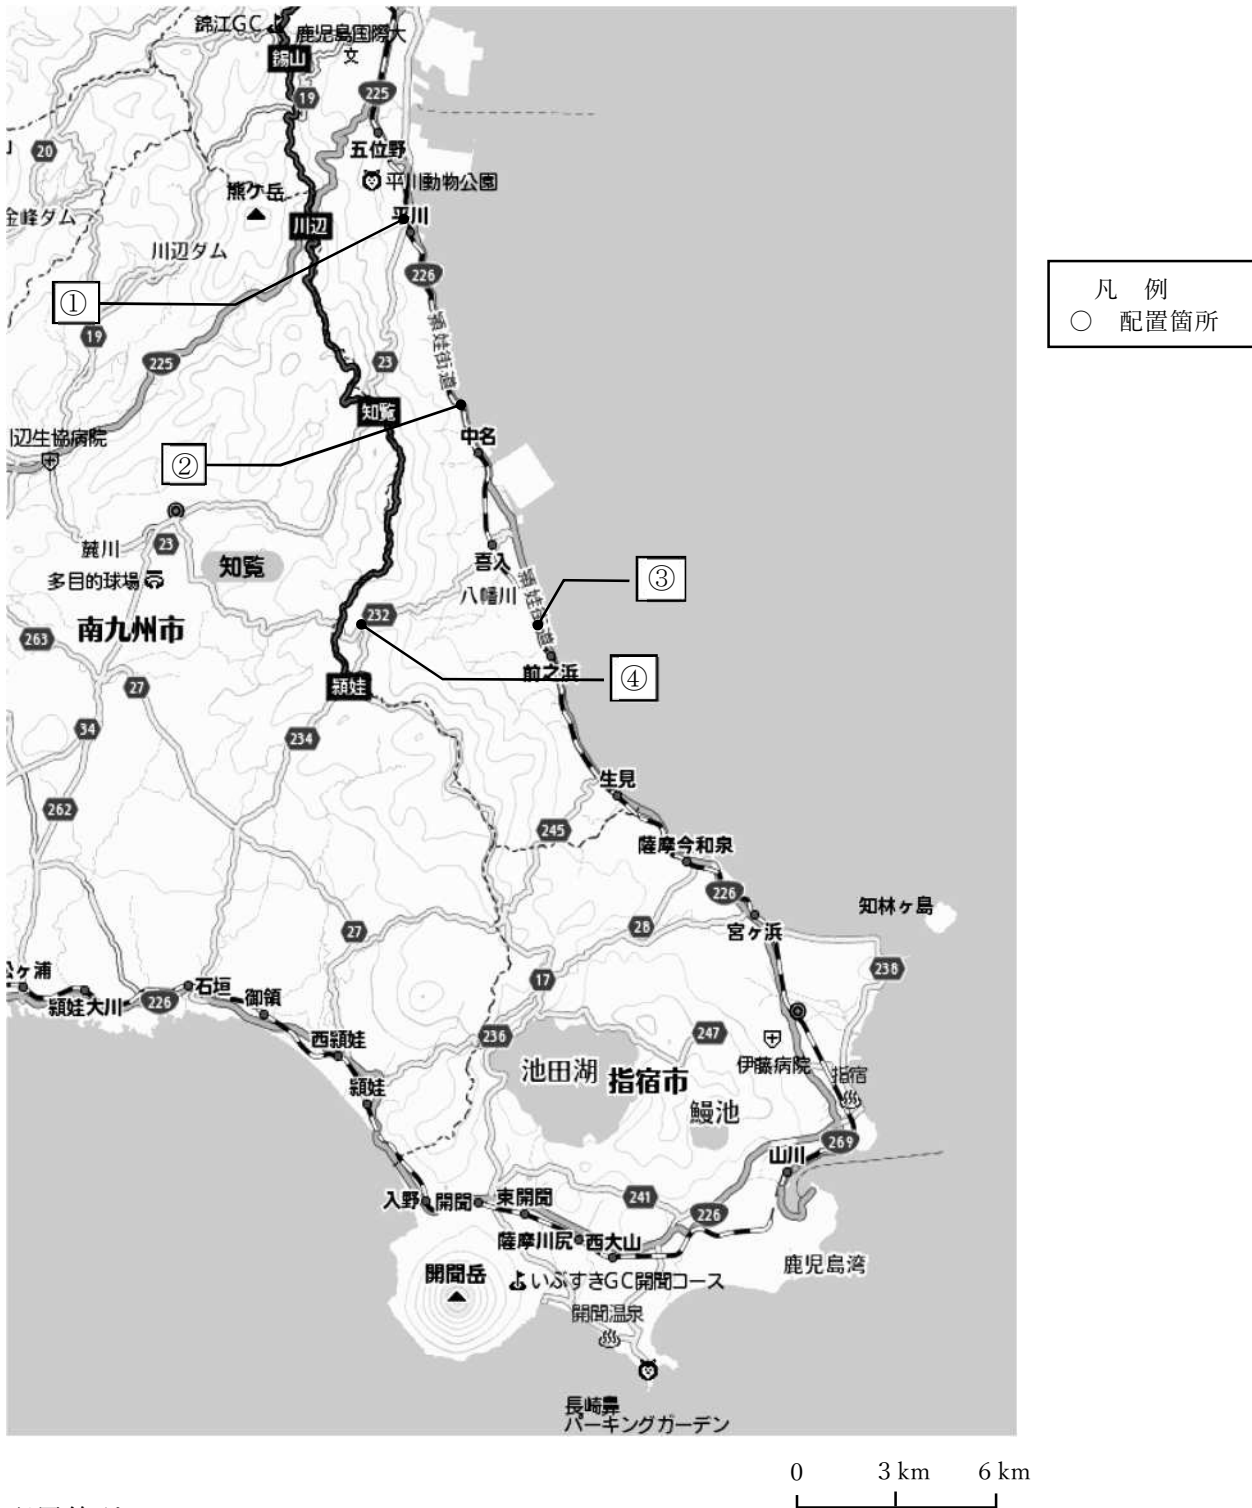 錦江GC
鹿児島国際大
錫山
19
225
20
五位野
平川動物公園
熊ケ岳
金峰ダム
平川
川辺
川辺ダム
226
①
19
頴娃街道
225
23
知覧
辺生協病院
中名
②
麓川
23
知覧
喜入
③
多目的球場
八幡川
頴娃街道
232
263
南九州市
前之浜
④
27
頴娃
34
234
生見
262
245
薩摩今和泉
226
知林ヶ島
27
28
宮ヶ浜
238
ヶ浦
17
石垣
頴娃大川
226
御領
西頴娃
236
247
池田湖
指宿市
伊藤病院
指宿
頴娃
鰻池
269
山川
入野
開聞
東開聞
241
226
薩摩川尻
西大山
鹿児島湾
開聞岳
いぶすきGC開聞コース
開聞温泉
長崎鼻
パーキングガーデン
凡 例
○ 配置箇所
0 3 km 6 km